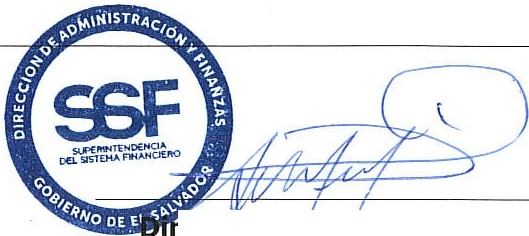 DIRECCIÓN DE ADMINISTRACIÓN Y FINANZAS
SSF
SUPERINTENDENCIA
DEL SISTEMA FINANCIERO
GOBIERNO DE EL SALVADOR
Dir